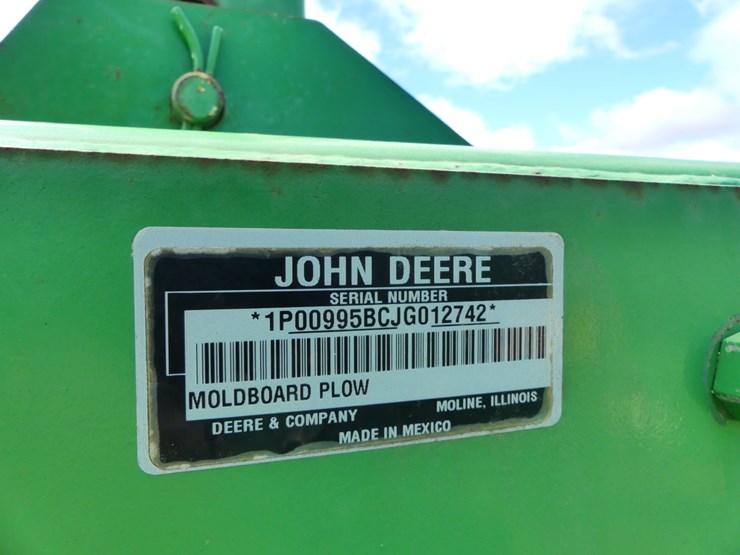 JOHN DEERE
SERIAL NUMBER
*1P00995BCJG012742*
MOLDBOARD PLOW
DEERE & COMPANY MOLINE, ILLINOIS
MADE IN MEXICO